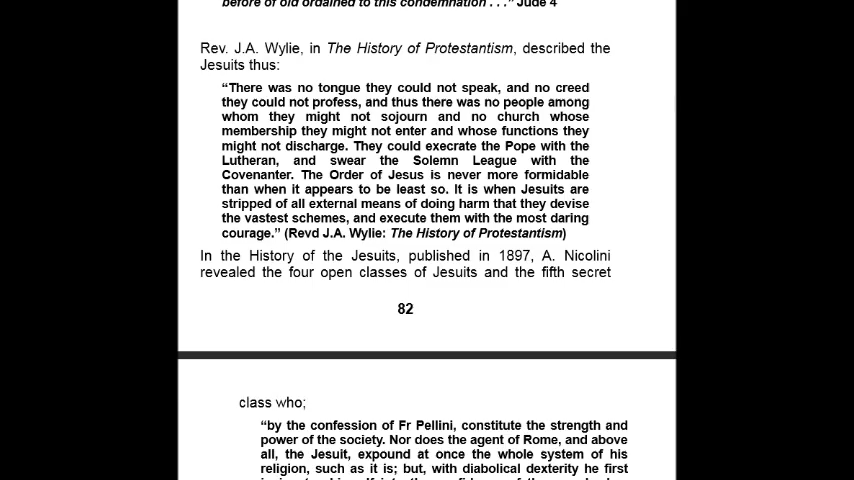 before of old ordained to this condemnation . . ." Jude 4
Rev. J.A. Wylie, in The History of Protestantism, described the
Jesuits thus:
“There was no tongue they could not speak, and no creed
they could not profess, and thus there was no people among
whom they might not sojourn and no church whose
membership they might not enter and whose functions they
might not discharge. They could execrate the Pope with the
Lutheran, and swear the Solemn League with the
Covenanter. The Order of Jesus is never more formidable
than when it appears to be least so. It is when Jesuits are
stripped of all external means of doing harm that they devise
the vastest schemes, and execute them with the most daring
courage.” (Revd J.A. Wylie: The History of Protestantism)
In the History of the Jesuits, published in 1897, A. Nicolini
revealed the four open classes of Jesuits and the fifth secret
82
class who;
“by the confession of Fr Pellini, constitute the strength and
power of the society. Nor does the agent of Rome, and above
all, the Jesuit, expound at once the whole system of his
religion, such as it is; but, with diabolical dexterity he first